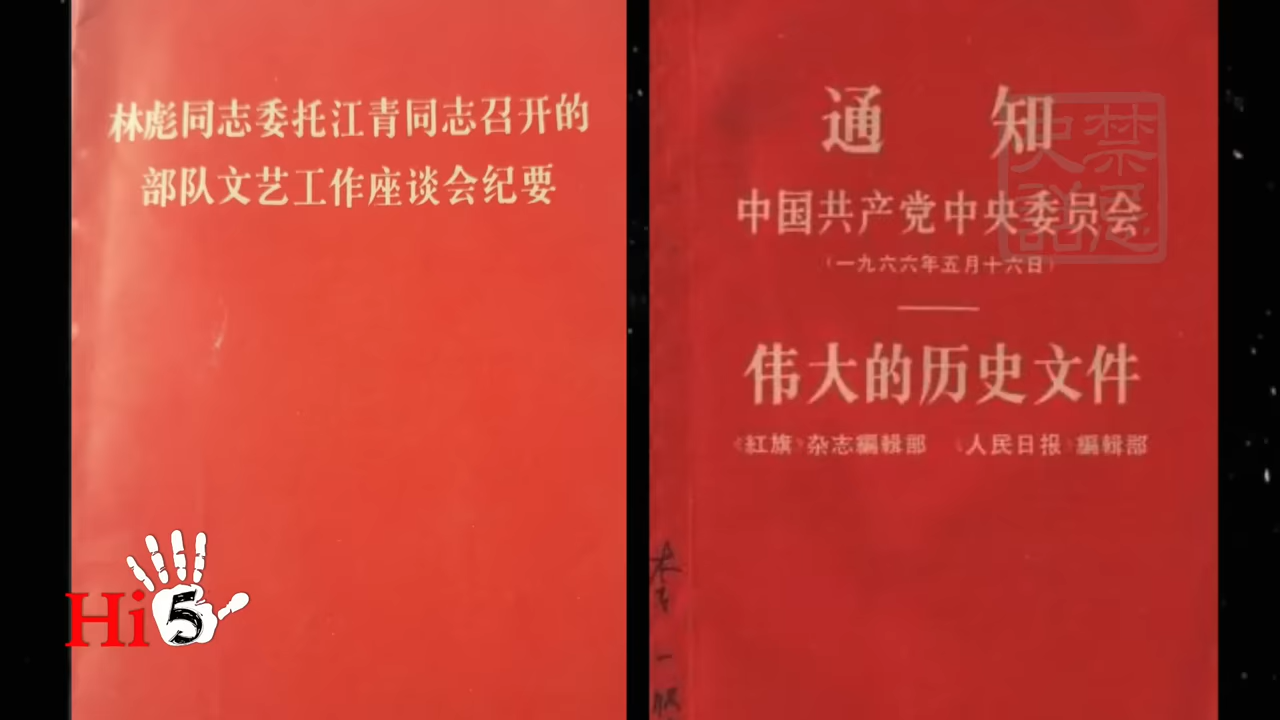 林彪同志委托江青同志召开的
部队文艺工作座谈会纪要
通 知
中国共产党中央委员会
（一九六六年五月十六日）
伟大的历史文件
《紅旗》杂志編輯部 《人民日报》編輯部
Hi 5